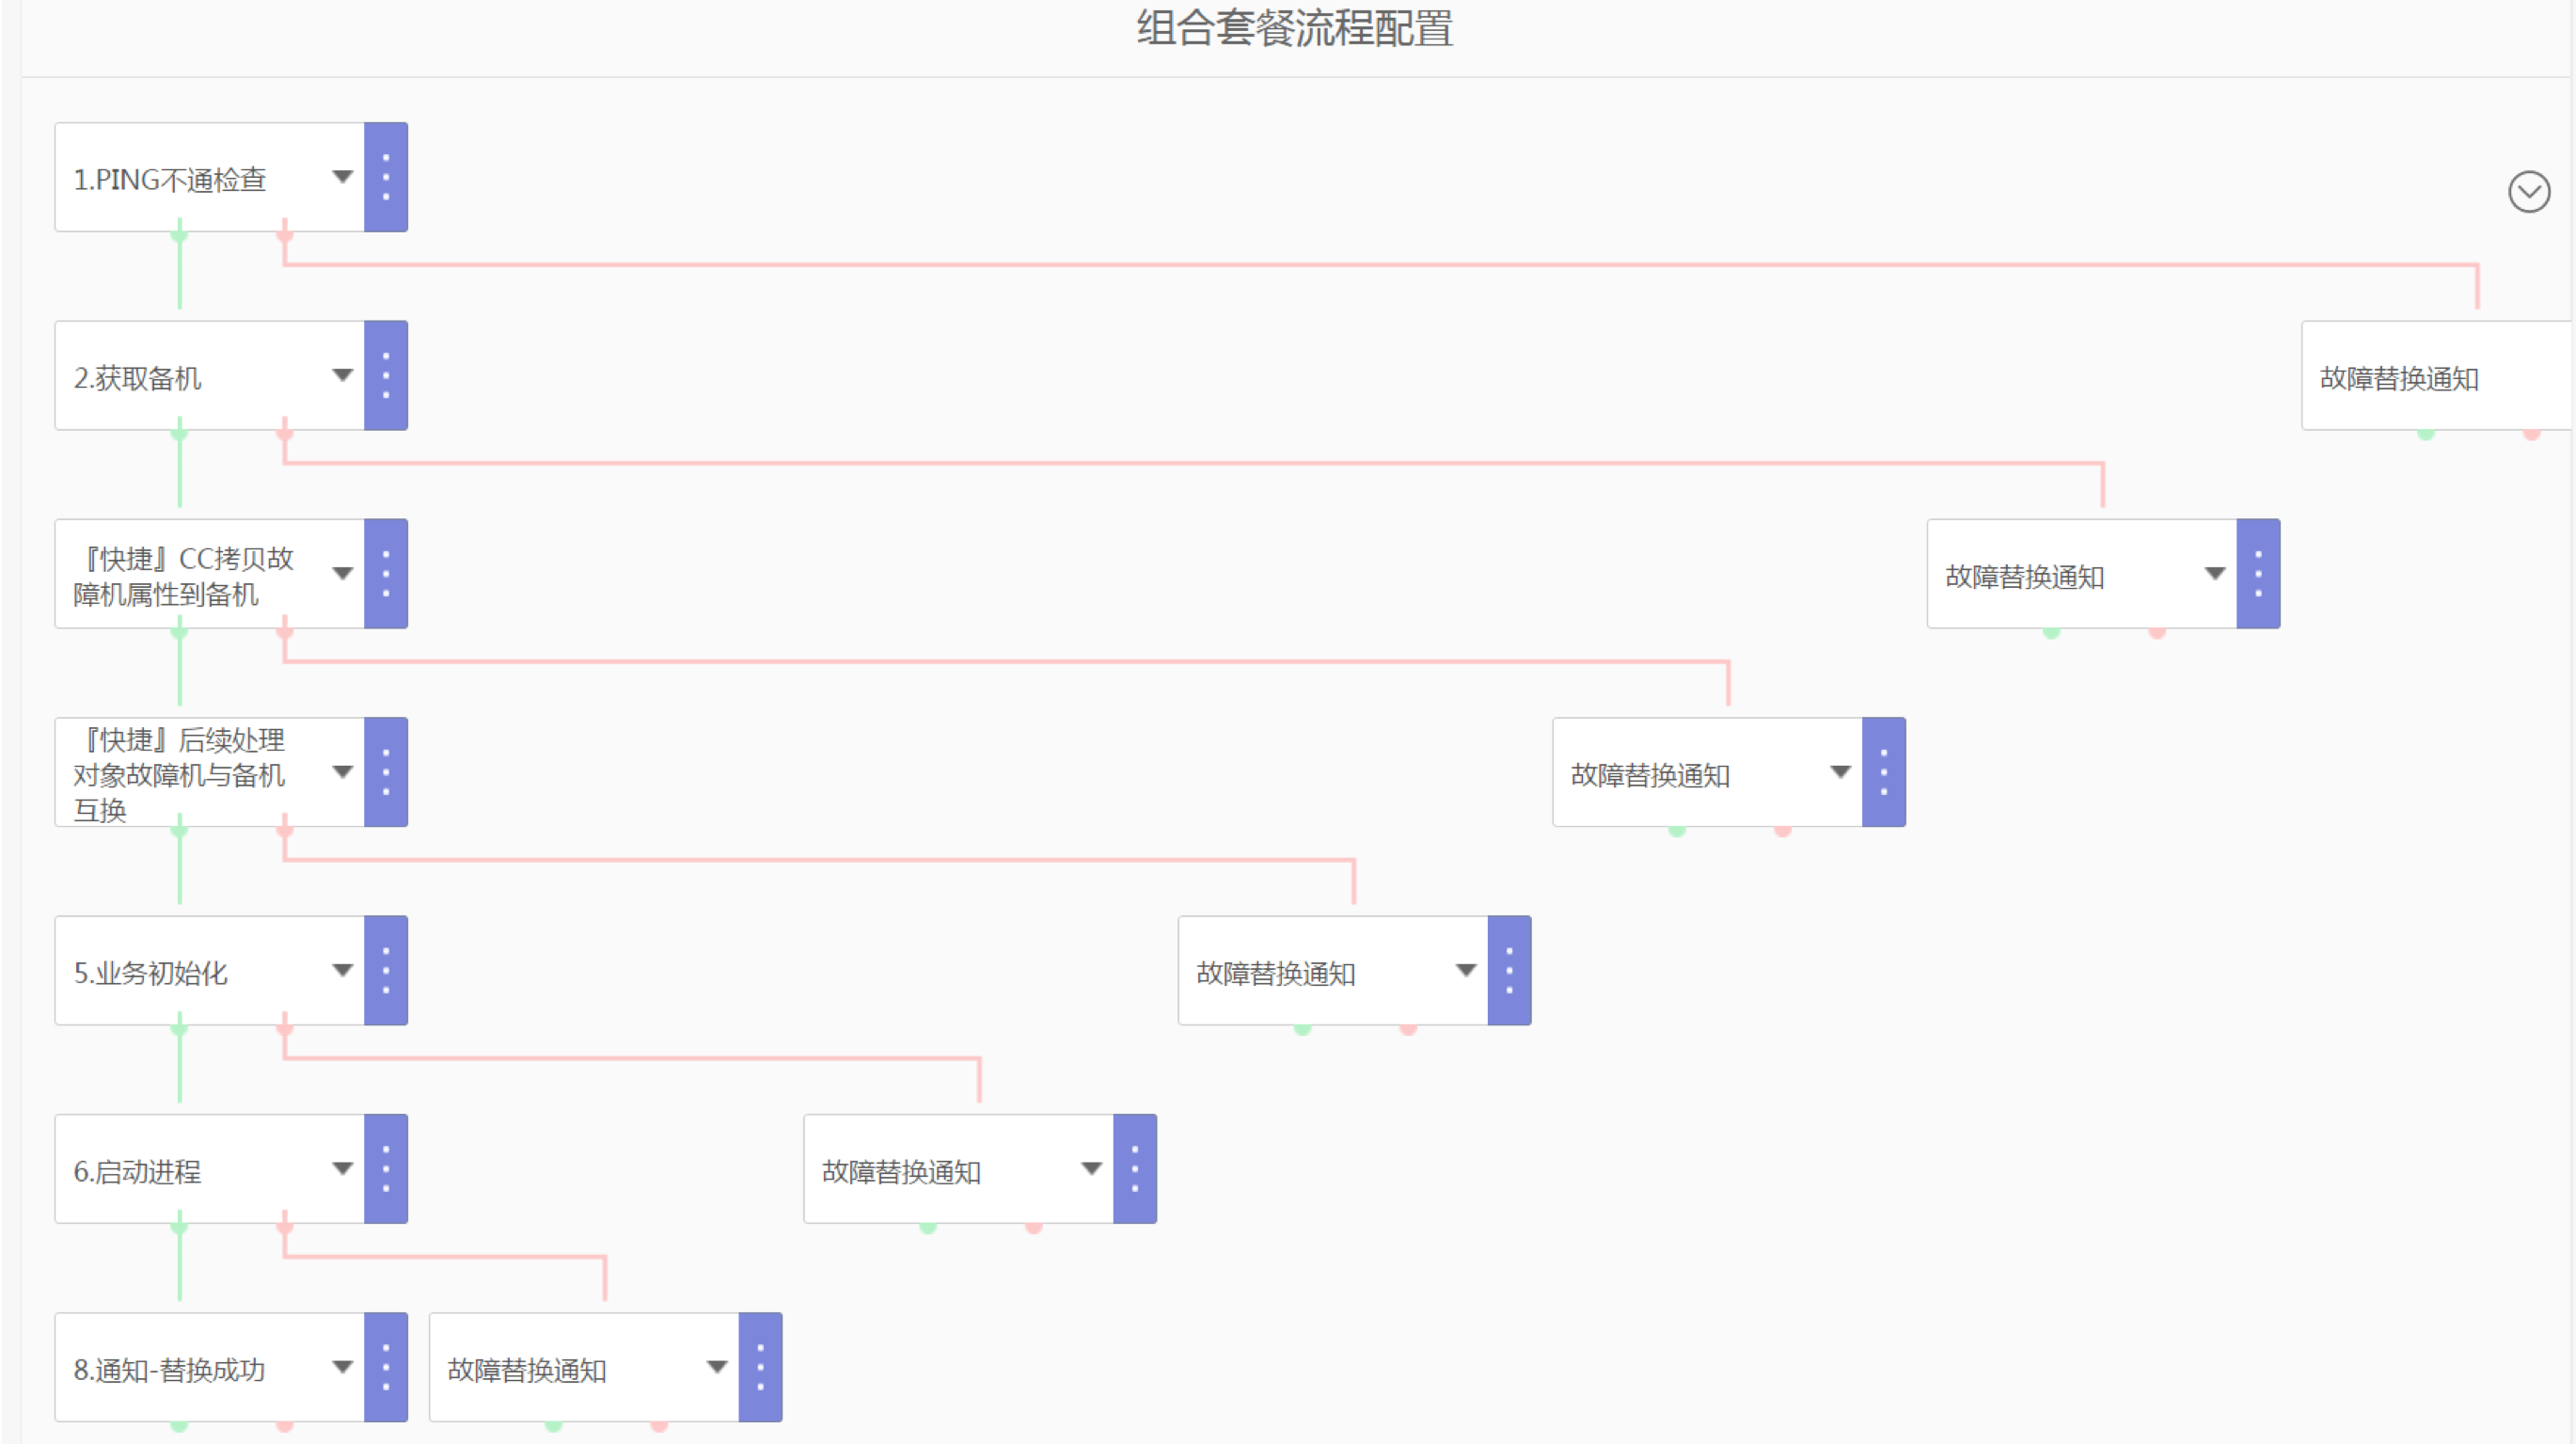 组合套餐流程配置
1.PING不通检查
2.获取备机
故障替换通知
『快捷』CC拷贝故
障机属性到备机
故障替换通知
『快捷』后续处理
对象故障机与备机
互换
故障替换通知
5.业务初始化
故障替换通知
6.启动进程
故障替换通知
8.通知-替换成功
故障替换通知